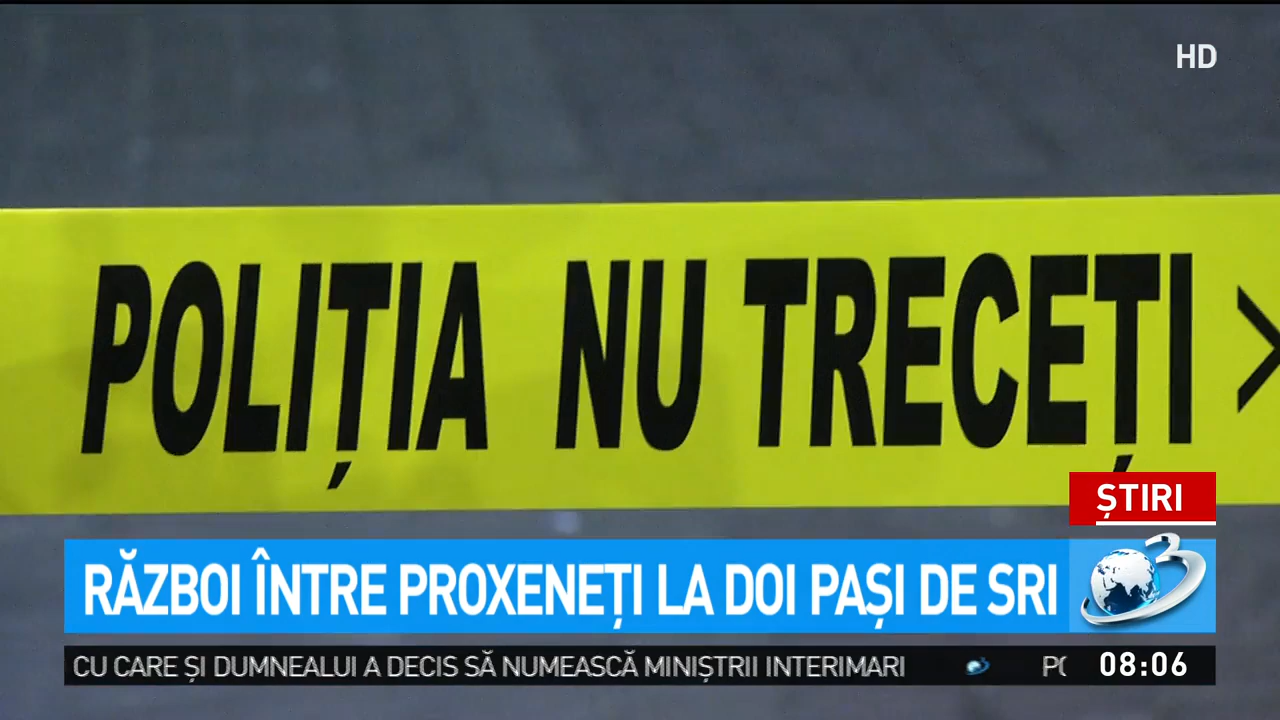 HD
POLIȚIA NU TRECEȚI >
ȘTIRI
RĂZBOI ÎNTRE PROXENEȚI LA DOI PAȘI DE SRI
3
CU CARE ȘI DUMNEALUI A DECIS SĂ NUMEASCĂ MINIȘTRII INTERIMARI
08:06